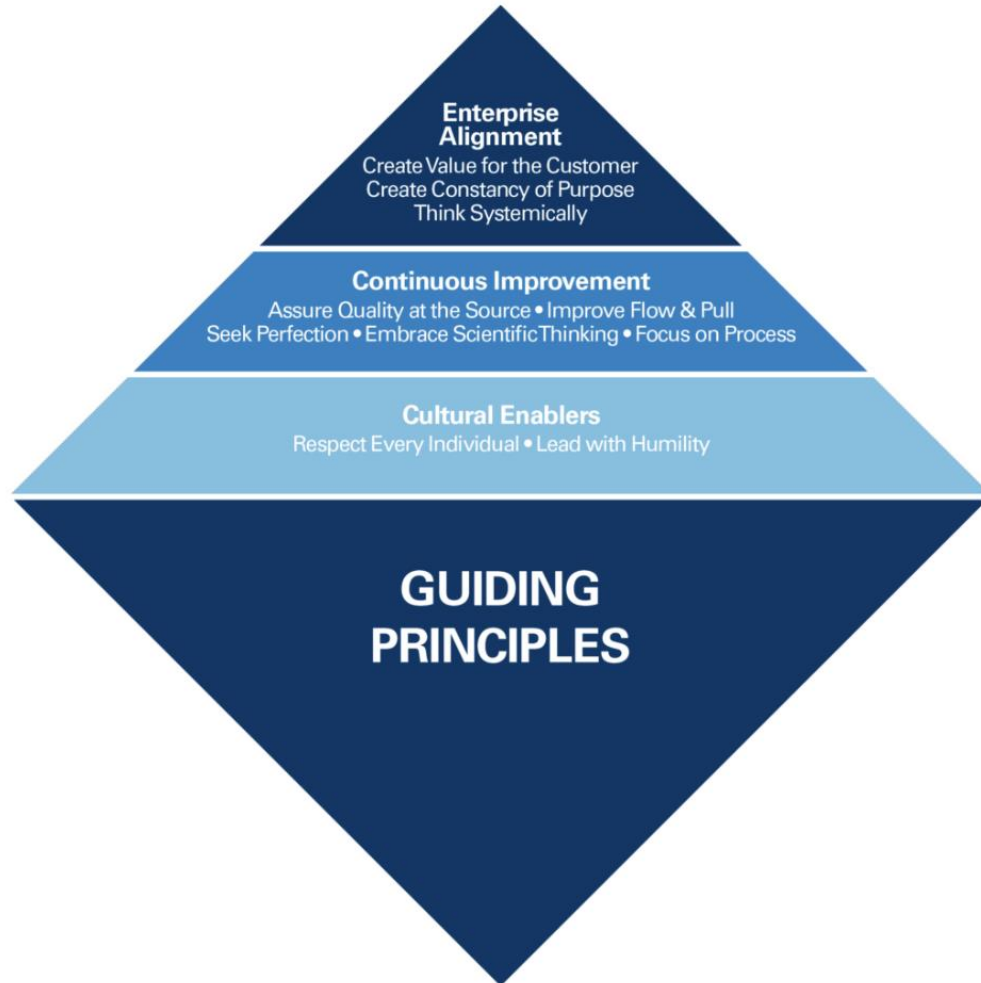 Enterprise
Alignment
Create Value for the Customer
Create Constancy of Purpose
Think Systemically
Continuous Improvement
Assure Quality at the Source • Improve Flow & Pull
Seek Perfection • Embrace Scientific Thinking • Focus on Process
Cultural Enablers
Respect Every Individual • Lead with Humility
GUIDING
PRINCIPLES